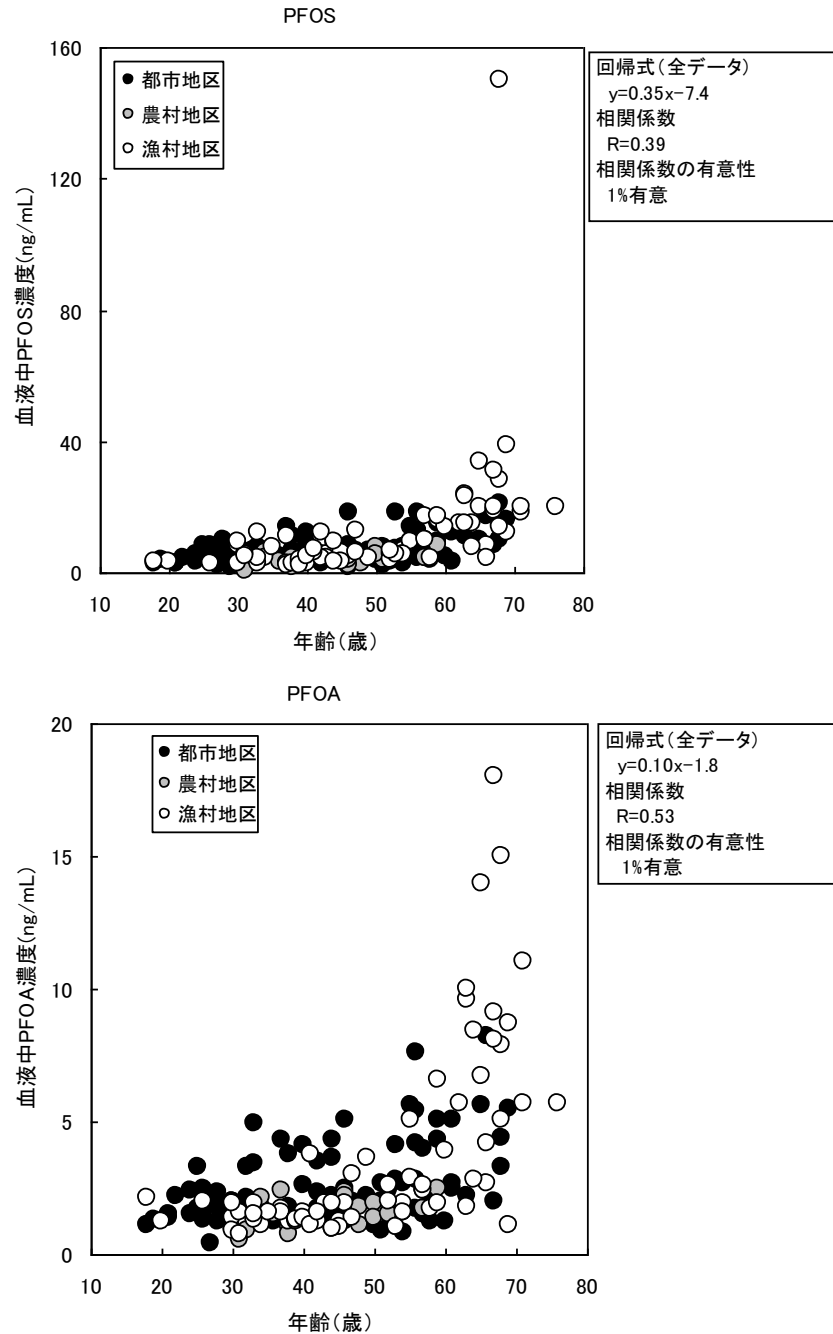 PFOS
160
120
80
40
0
血液中PFOS濃度(ng/mL)
都市地区
農村地区
漁村地区
回帰式(全データ)
y=0.35x-7.4
相関係数
R=0.39
相関係数の有意性
1%有意
10 20 30 40 50 60 70 80
年齢(歳)
PFOA
20
15
10
5
0
血液中PFOA濃度(ng/mL)
都市地区
農村地区
漁村地区
回帰式(全データ)
y=0.10x-1.8
相関係数
R=0.53
相関係数の有意性
1%有意
10 20 30 40 50 60 70 80
年齢(歳)